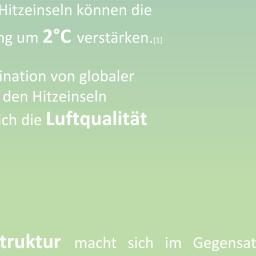 Hitzeinseln können die
ng um 2°C verstärken.[1]
ination von globaler
den Hitzeinseln
ich die Luftqualität
truktur macht sich im Gegensat